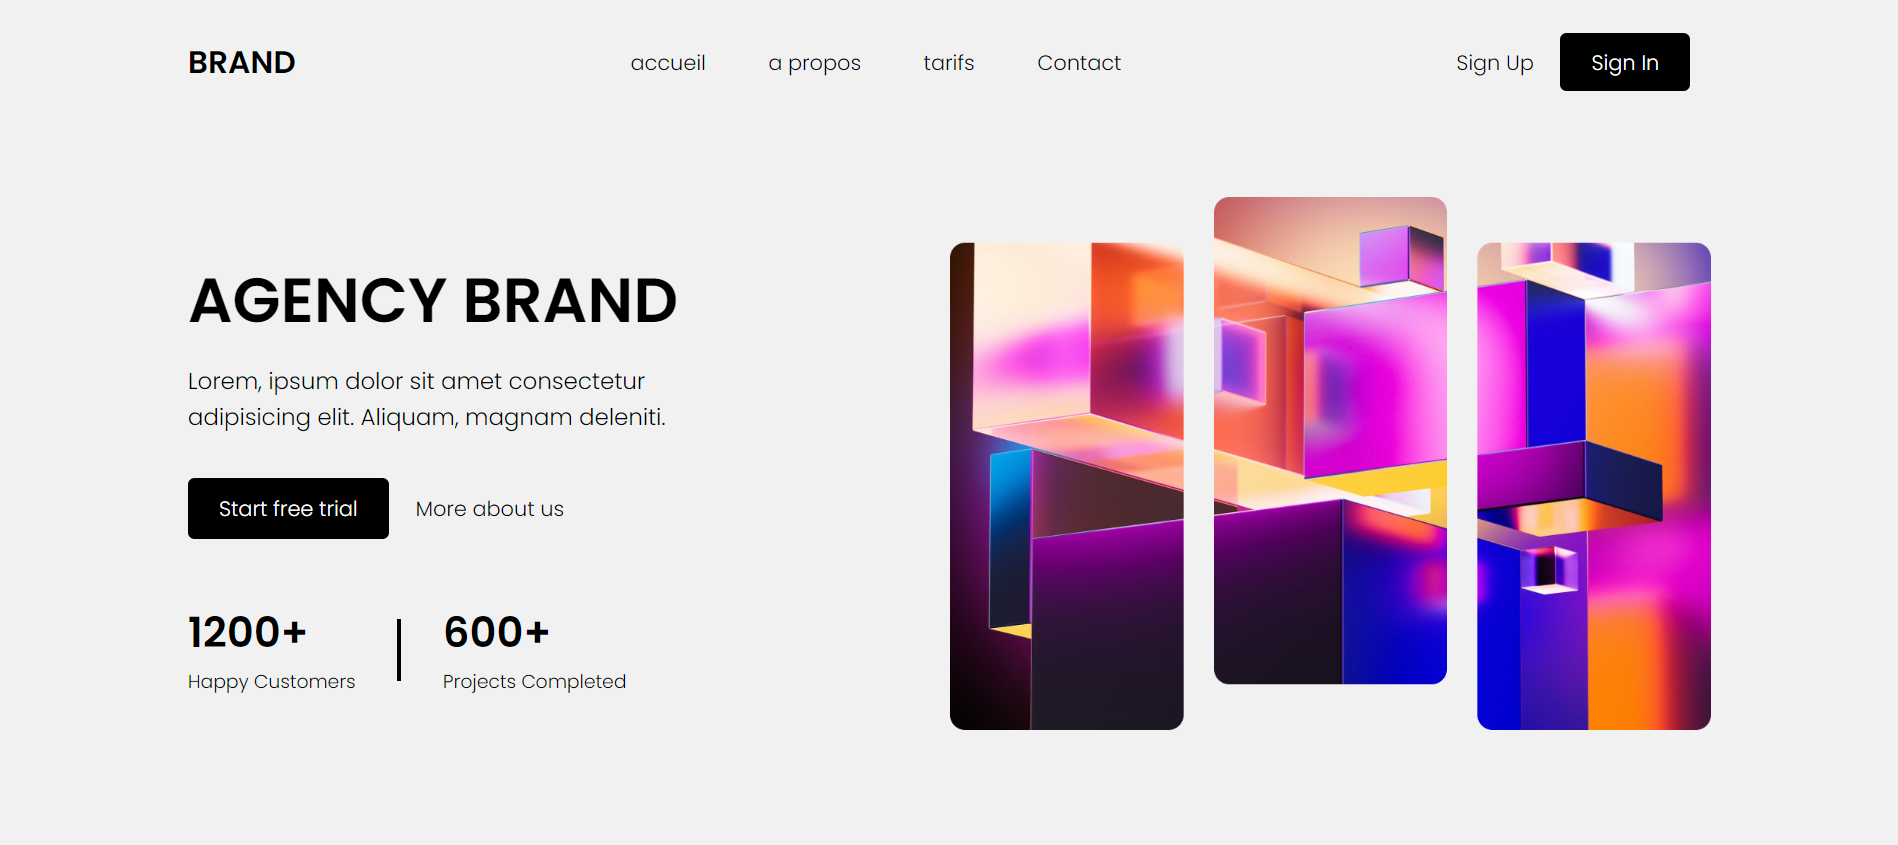 BRAND
accueil
a propos
tarifs
Contact
Sign Up
Sign In
AGENCY BRAND
Lorem, ipsum dolor sit amet consectetur
adipisicing elit. Aliquam, magnam deleniti.
Start free trial
More about us
1200+
Happy Customers
600+
Projects Completed